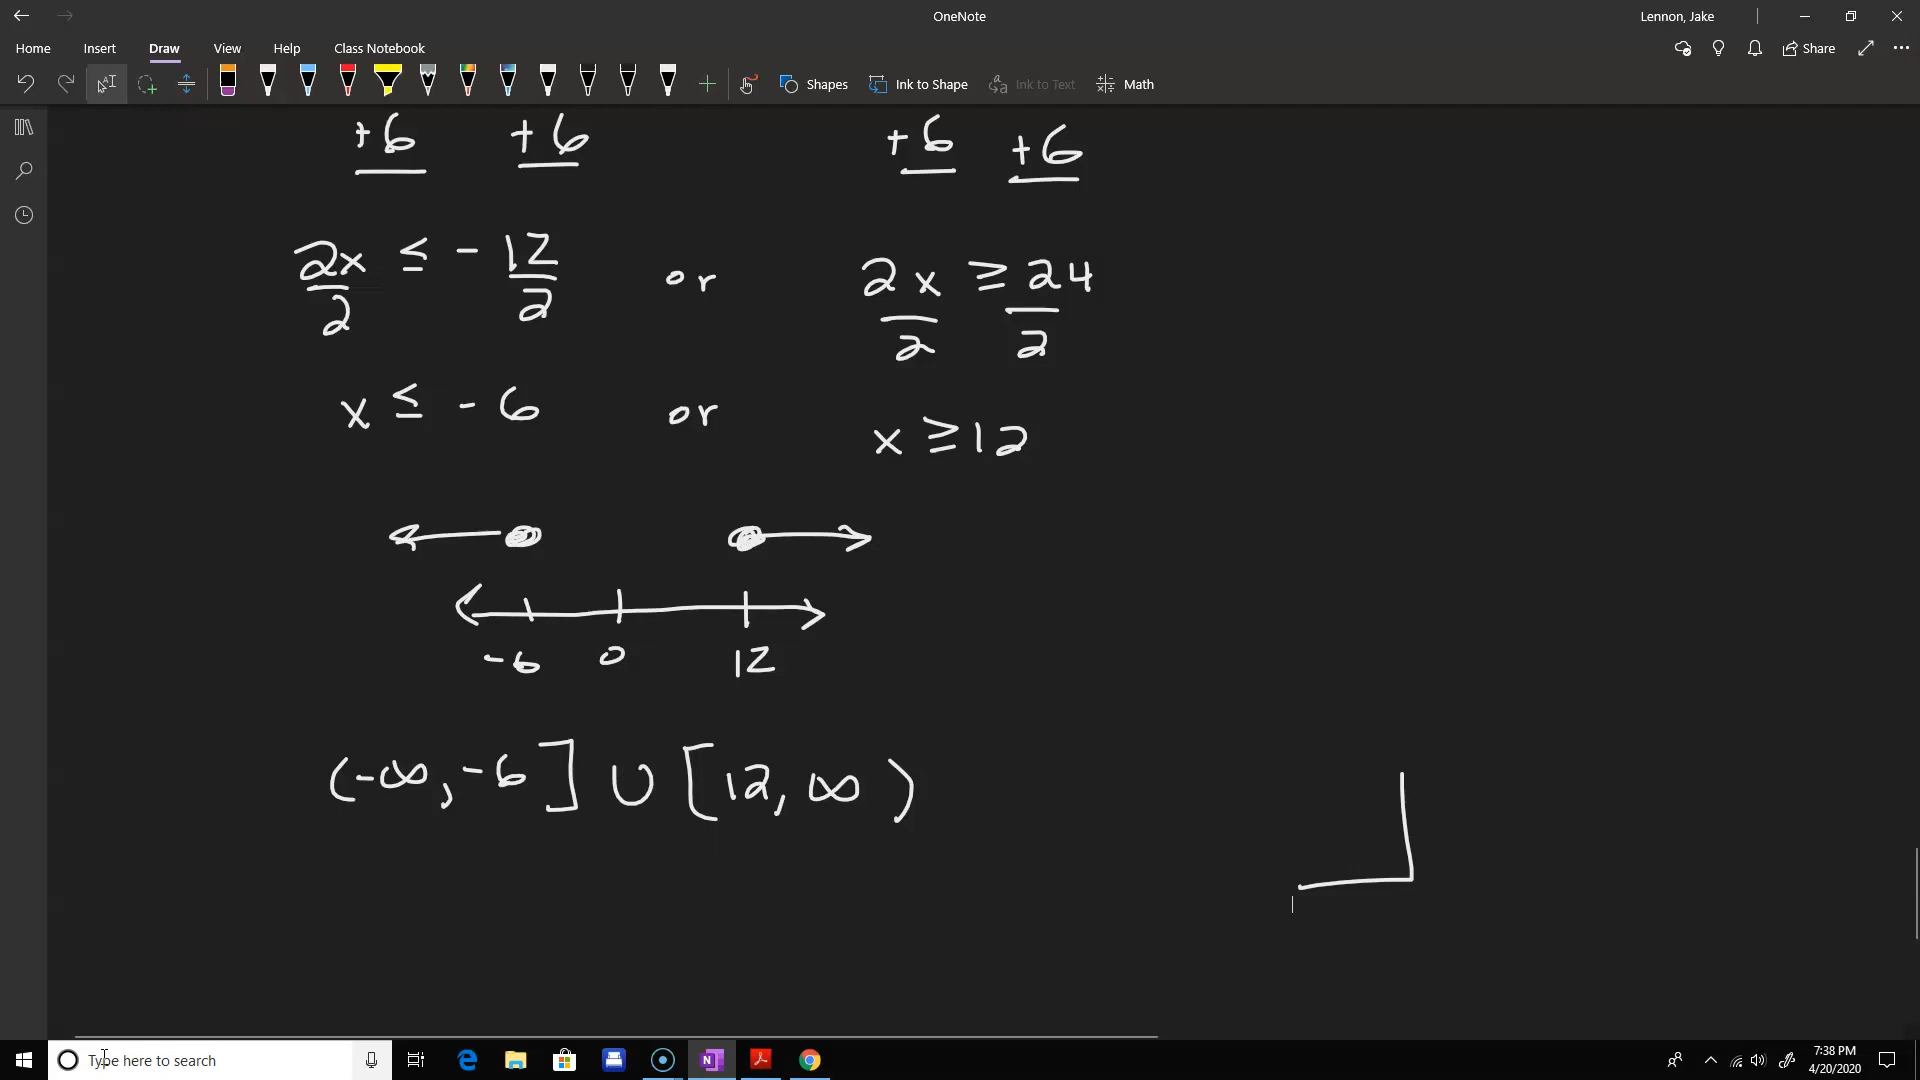 OneNote
Lennon, Jake
Home Insert Draw View Help Class Notebook
Share
Shapes Ink to Shape Ink to Text Math
+6 +6 +6 +6
2x ≤ - 12 or 2x ≥ 24
2 2 2 2
x ≤ - 6 or x ≥ 12
-6 0 12
(-∞, -6] ∪ [12, ∞)
Type here to search
7:38 PM
4/20/2020